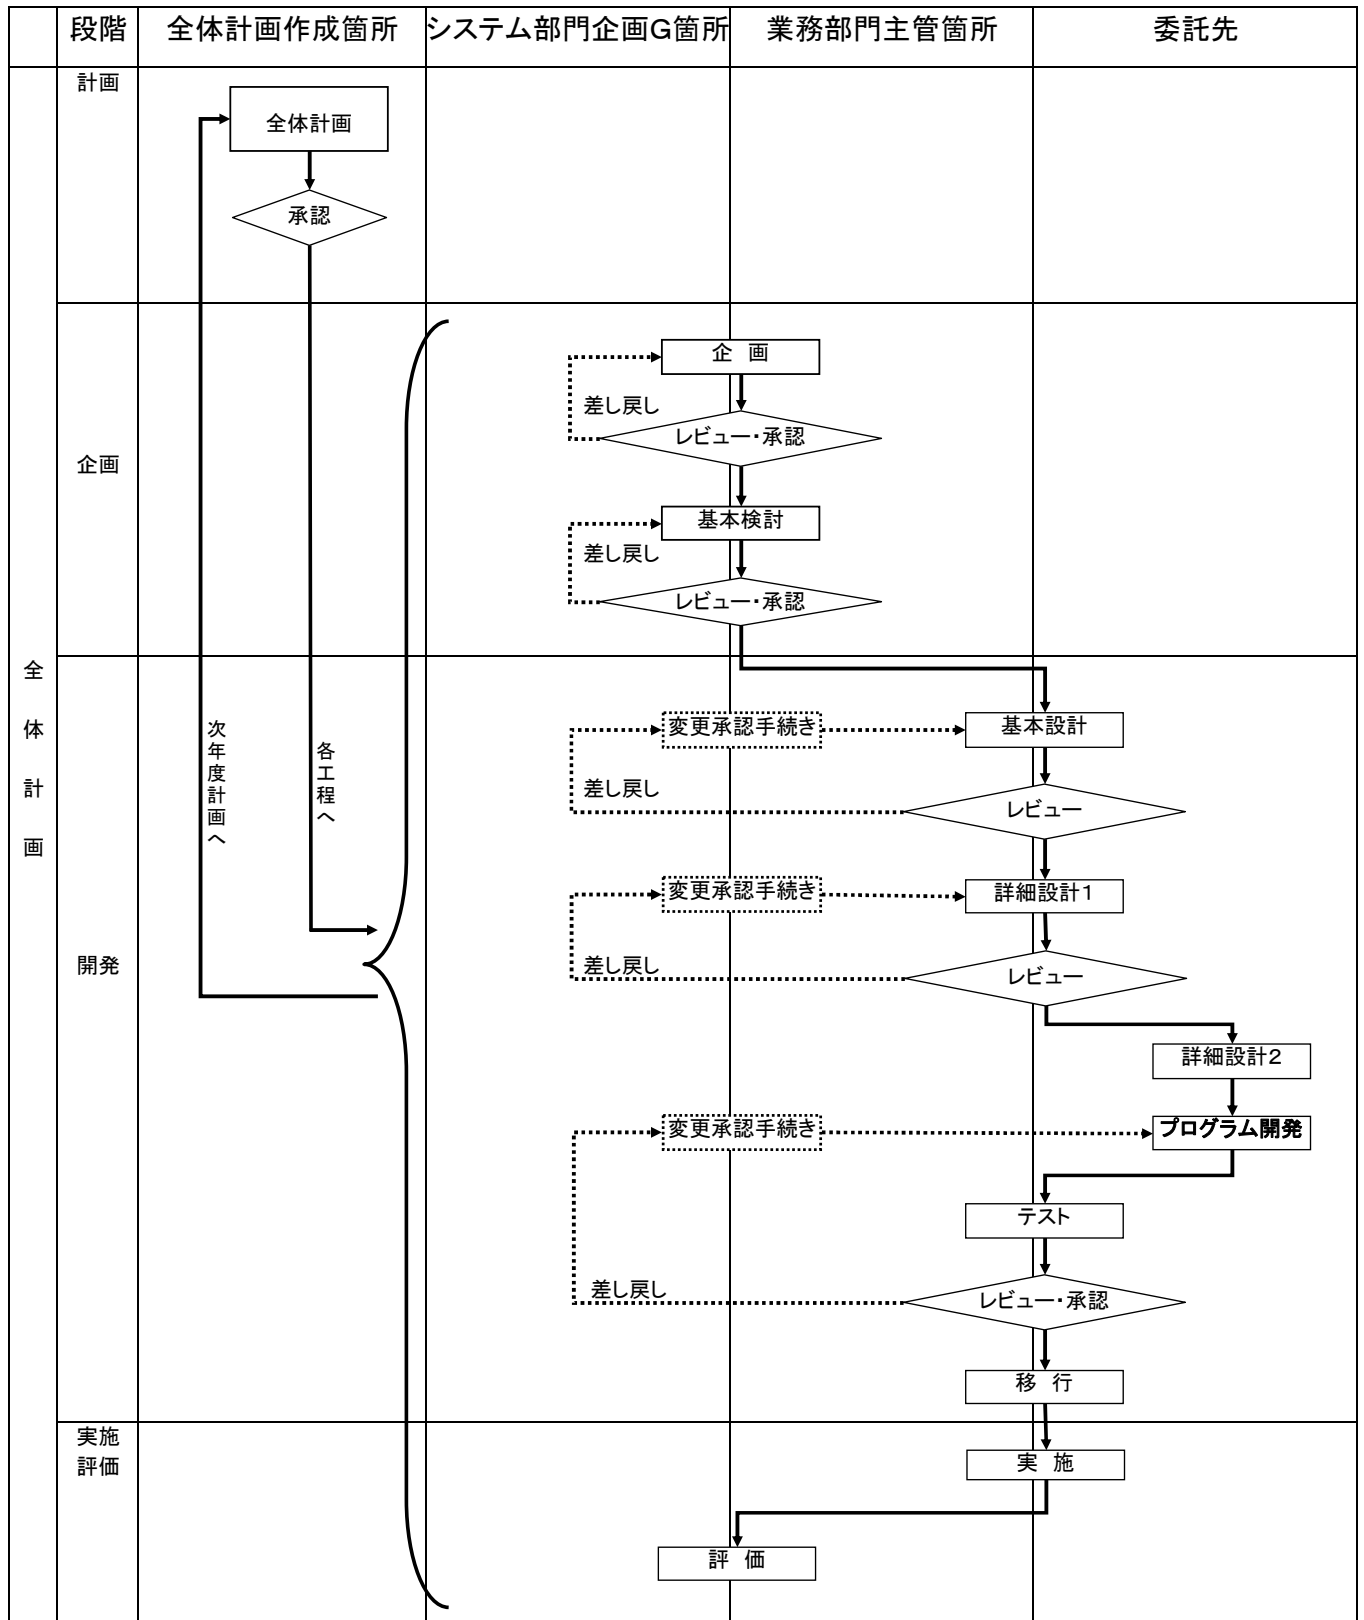 段階
全体計画作成箇所
システム部門企画G箇所
業務部門主管箇所
委託先
全体計画
計画
全体計画
承認
企画
企 画
差し戻し
レビュー・承認
基本検討
差し戻し
レビュー・承認
開発
次年度計画へ
各工程へ
変更承認手続き
基本設計
差し戻し
レビュー
変更承認手続き
詳細設計1
差し戻し
レビュー
詳細設計2
変更承認手続き
プログラム開発
テスト
差し戻し
レビュー・承認
移 行
実施
評価
実 施
評 価